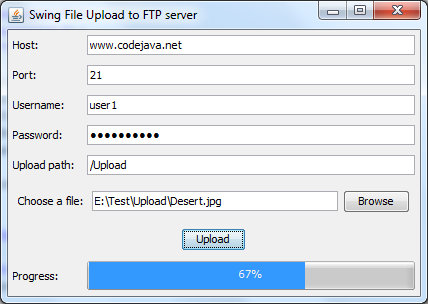 Swing File Upload to FTP server
Host: www.codejava.net
Port: 21
Username: user1
Password: ●●●●●●●●●●
Upload path: /Upload
Choose a file: E:\Test\Upload\Desert.jpg Browse
Upload
Progress: 67%